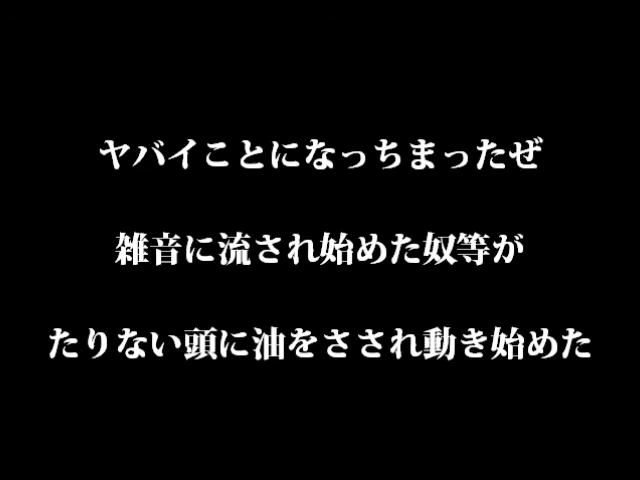 ヤバイことになっちまったぜ
雑音に流され始めた奴等が
たりない頭に油をさされ動き始めた